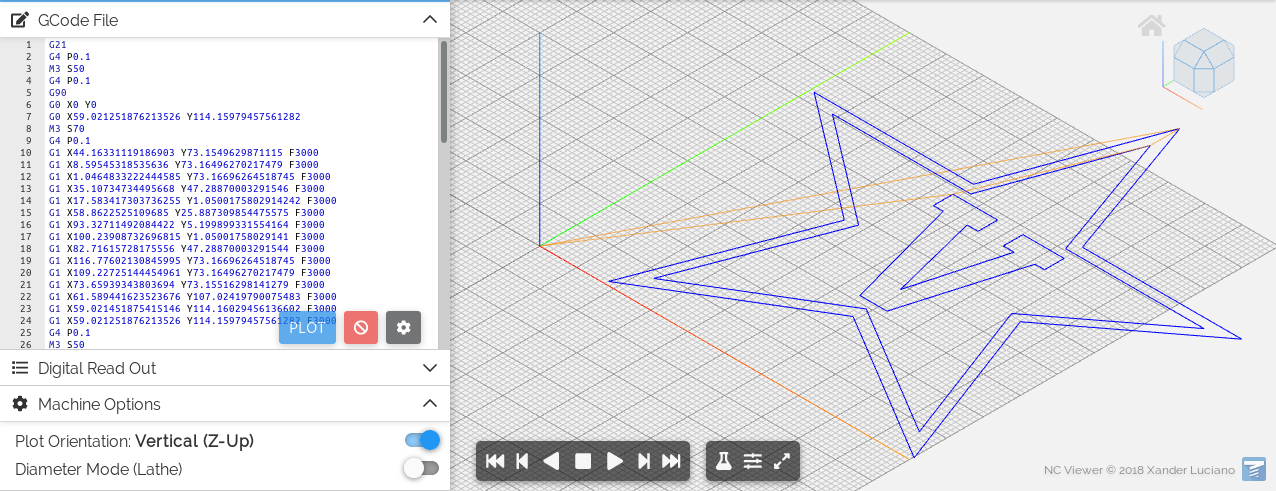 GCode File
1 G21
2 G4 P0.1
3 M3 S50
4 G4 P0.1
5 G90
6 G0 X0 Y0
7 G0 X59.021251876213526 Y114.15979457561282
8 M3 S70
9 G4 P0.1
10 G1 X44.16331119186903 Y73.1549629871115 F3000
11 G1 X8.59545318535636 Y73.16496270217479 F3000
12 G1 X1.0464833222444585 Y73.16696264518745 F3000
13 G1 X35.10734734495668 Y47.28870003291546 F3000
14 G1 X17.583417303736255 Y1.0500175802914242 F3000
15 G1 X58.8622525109685 Y25.887309854475575 F3000
16 G1 X93.32711492084422 Y5.199899331554164 F3000
17 G1 X100.23908732696815 Y1.05001758029141 F3000
18 G1 X82.71615728175556 Y47.28870003291544 F3000
19 G1 X116.77602130845995 Y73.16696264518745 F3000
20 G1 X109.22725144454961 Y73.16496270217479 F3000
21 G1 X73.65939343803694 Y73.15516298141279 F3000
22 G1 X61.589441623523676 Y107.02419790075483 F3000
23 G1 X59.021451875415146 Y114.16029456136602 F3000
24 G1 X59.021251876213526 Y114.15979457561282 F3000
25 G4 P0.1
26 M3 S50
PLOT
Digital Read Out
Machine Options
Plot Orientation: Vertical (Z-Up)
Diameter Mode (Lathe)
NC Viewer © 2018 Xander Luciano